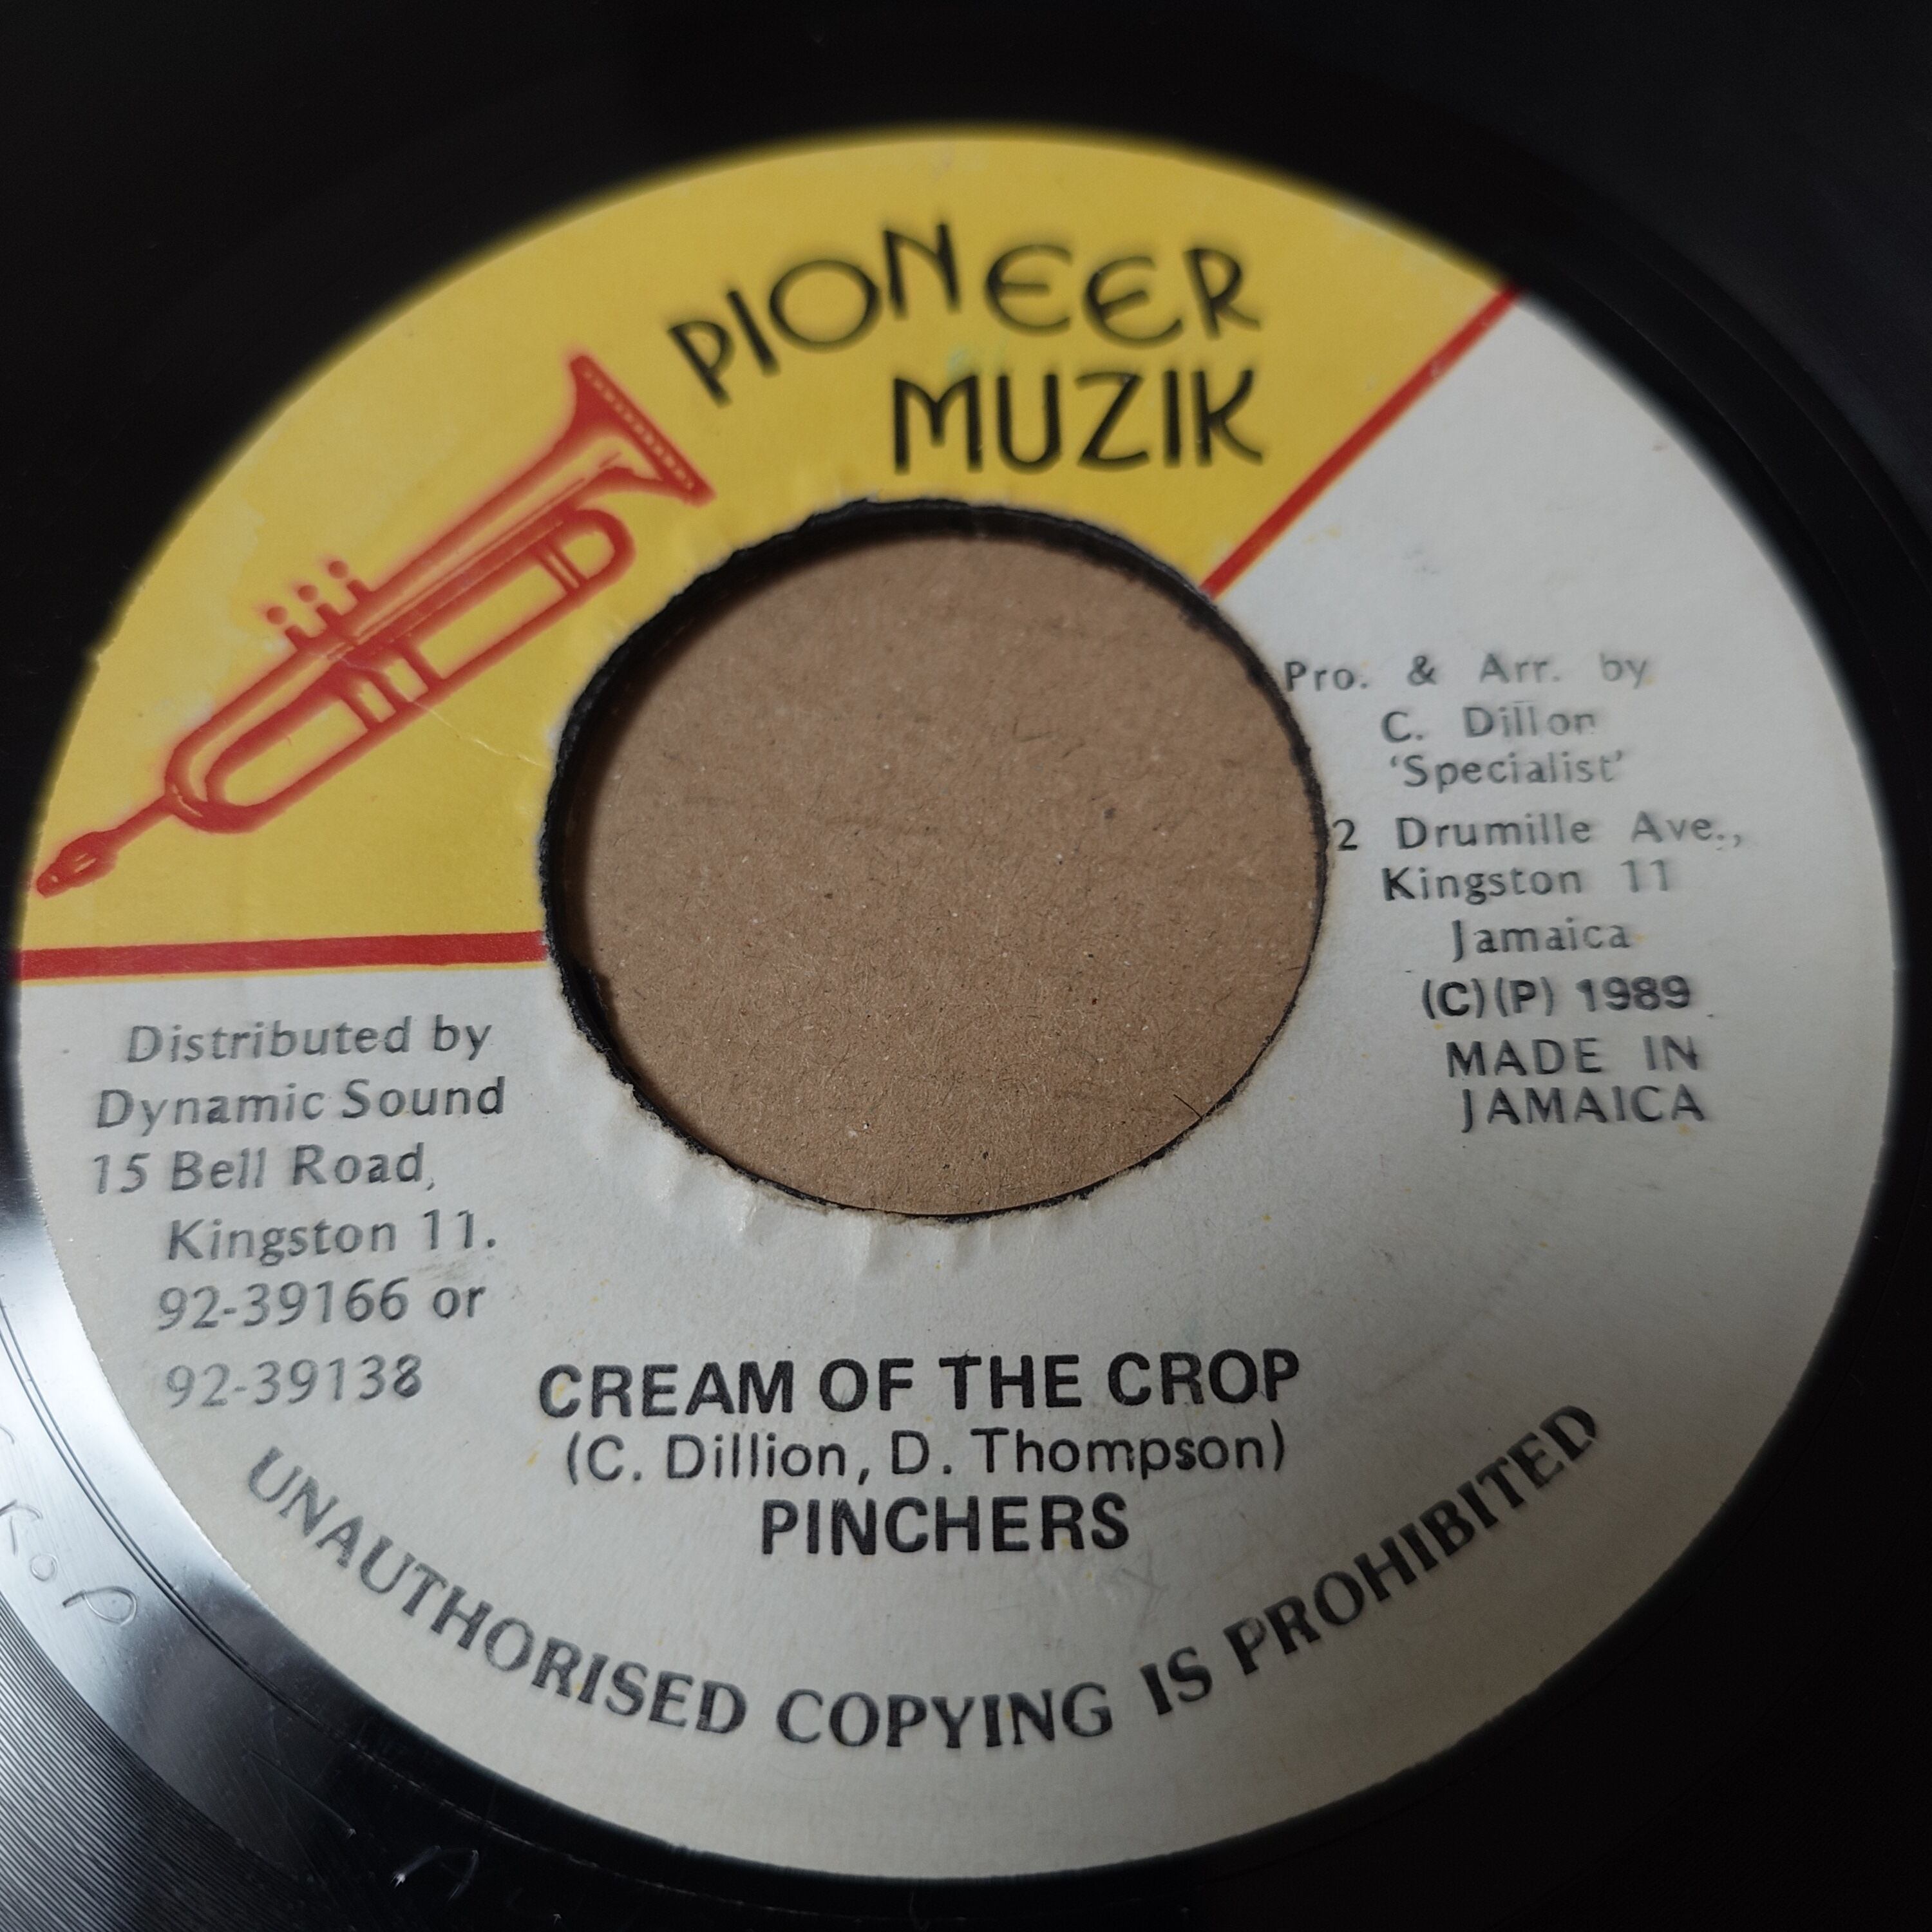 PIONEER
MUZIK
Pro. & Arr. by
C. Dillon
'Specialist'
2 Drumille Ave.,
Kingston 11
Jamaica
(C)(P) 1989
MADE IN
JAMAICA
Distributed by
Dynamic Sound
15 Bell Road,
Kingston 11.
92-39166 or
92-39138
CREAM OF THE CROP
(C. Dillion, D. Thompson)
PINCHERS
UNAUTHORISED COPYING IS PROHIBITED